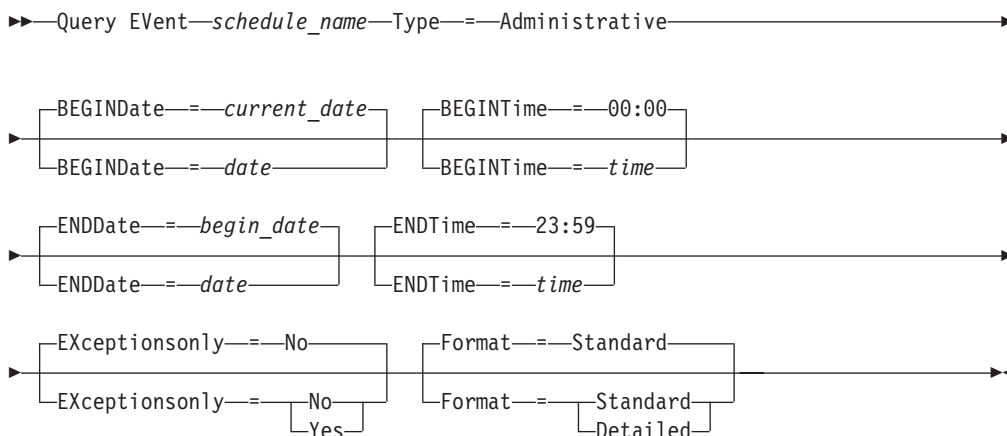 Query EVent schedule_name Type = Administrative
BEGINDate = current_date BEGINTime = 00:00
BEGINDate = date BEGINTime = time
ENDDate = begin_date ENDTime = 23:59
ENDDate = date ENDTime = time
EXceptionsonly = No Format = Standard
EXceptionsonly = No Format = Standard
Yes Detailed